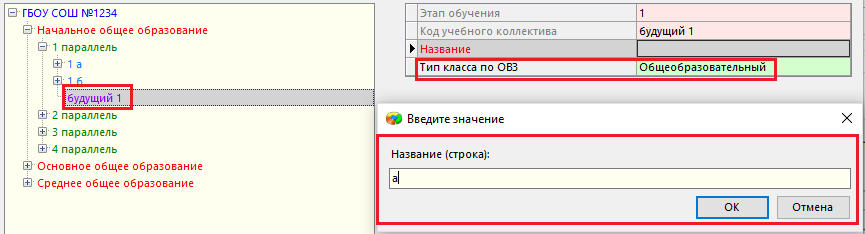 ГБОУ СОШ №1234
Начальное общее образование
1 параллель
1 а
1 б
будущий 1
2 параллель
3 параллель
4 параллель
Основное общее образование
Среднее общее образование
Этап обучения 1
Код учебного коллектива будущий 1
Название
Тип класса по ОВЗ Общеобразовательный
Введите значение
Название (строка):
а
ОК Отмена